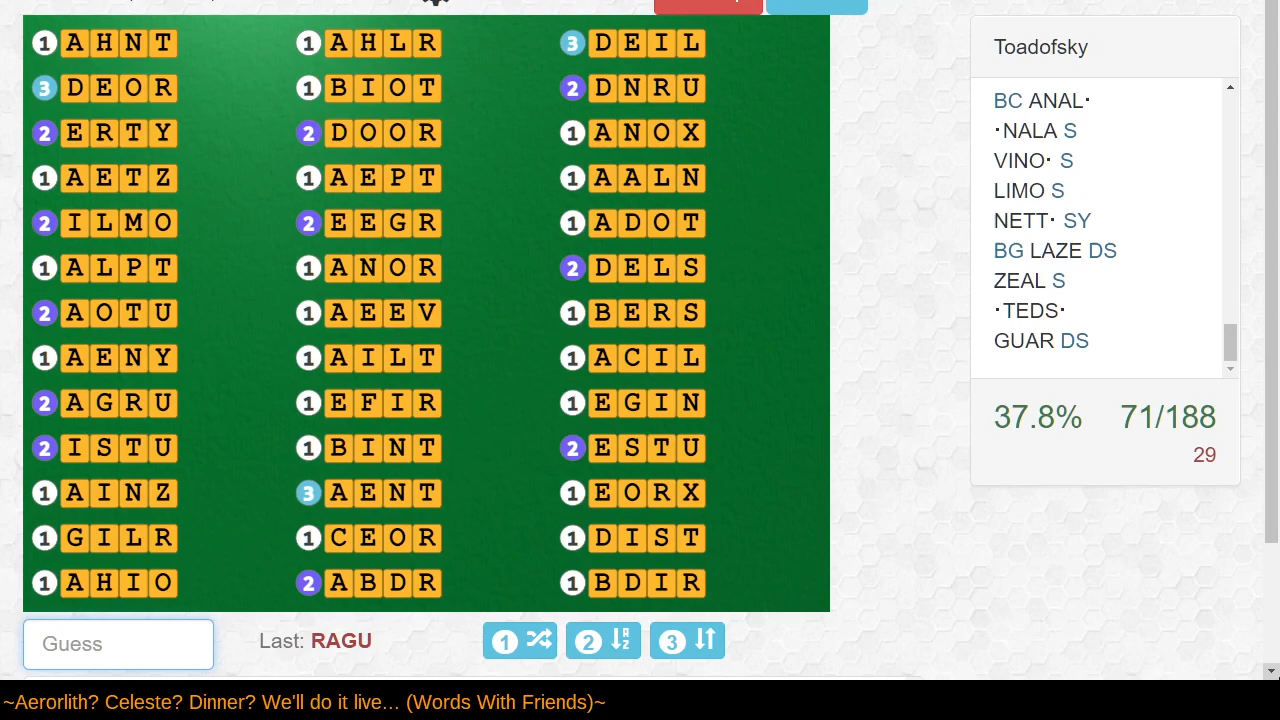 1 AHNT 1 AHLR 3 DEIL
3 DEOR 1 BIOT 2 DNRU
2 ERTY 2 DOOR 1 ANOX
1 AETZ 1 AEPT 1 AALN
2 ILMO 2 EEGR 1 ADOT
1 ALPT 1 ANOR 2 DELS
2 AOTU 1 AEEV 1 BERS
1 AENY 1 AILT 1 ACIL
2 AGRU 1 EFIR 1 EGIN
2 ISTU 1 BINT 2 ESTU
1 AINZ 3 AENT 1 EORX
1 GILR 1 CEOR 1 DIST
1 AHIO 2 ABDR 1 BDIR
Guess Last: RAGU 1 2 3
Toadofsky
BC ANAL·
·NALA S
VINO· S
LIMO S
NETT· SY
BG LAZE DS
ZEAL S
·TEDS·
GUAR DS
37.8% 71/188
29
~Aerorlith? Celeste? Dinner? We'll do it live... (Words With Friends)~